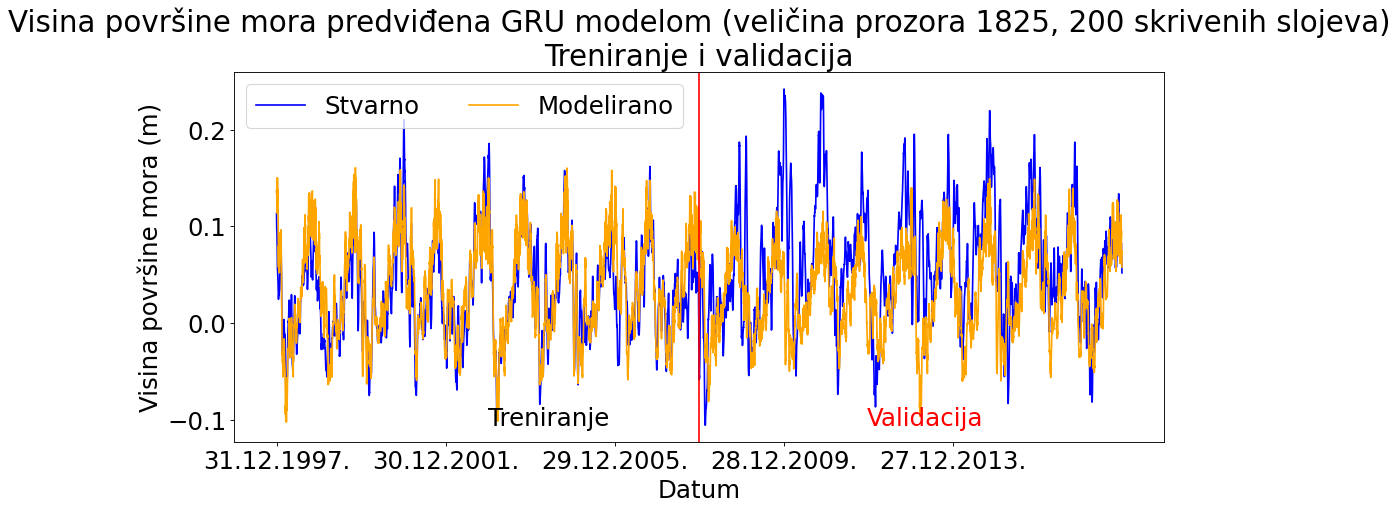 Visina površine mora predviđena GRU modelom (veličina prozora 1825, 200 skrivenih slojeva)
Treniranje i validacija
Stvarno
Modelirano
Visina površine mora (m)
0.2
0.1
0.0
−0.1
Treniranje
Validacija
31.12.1997.
30.12.2001.
29.12.2005.
28.12.2009.
27.12.2013.
Datum